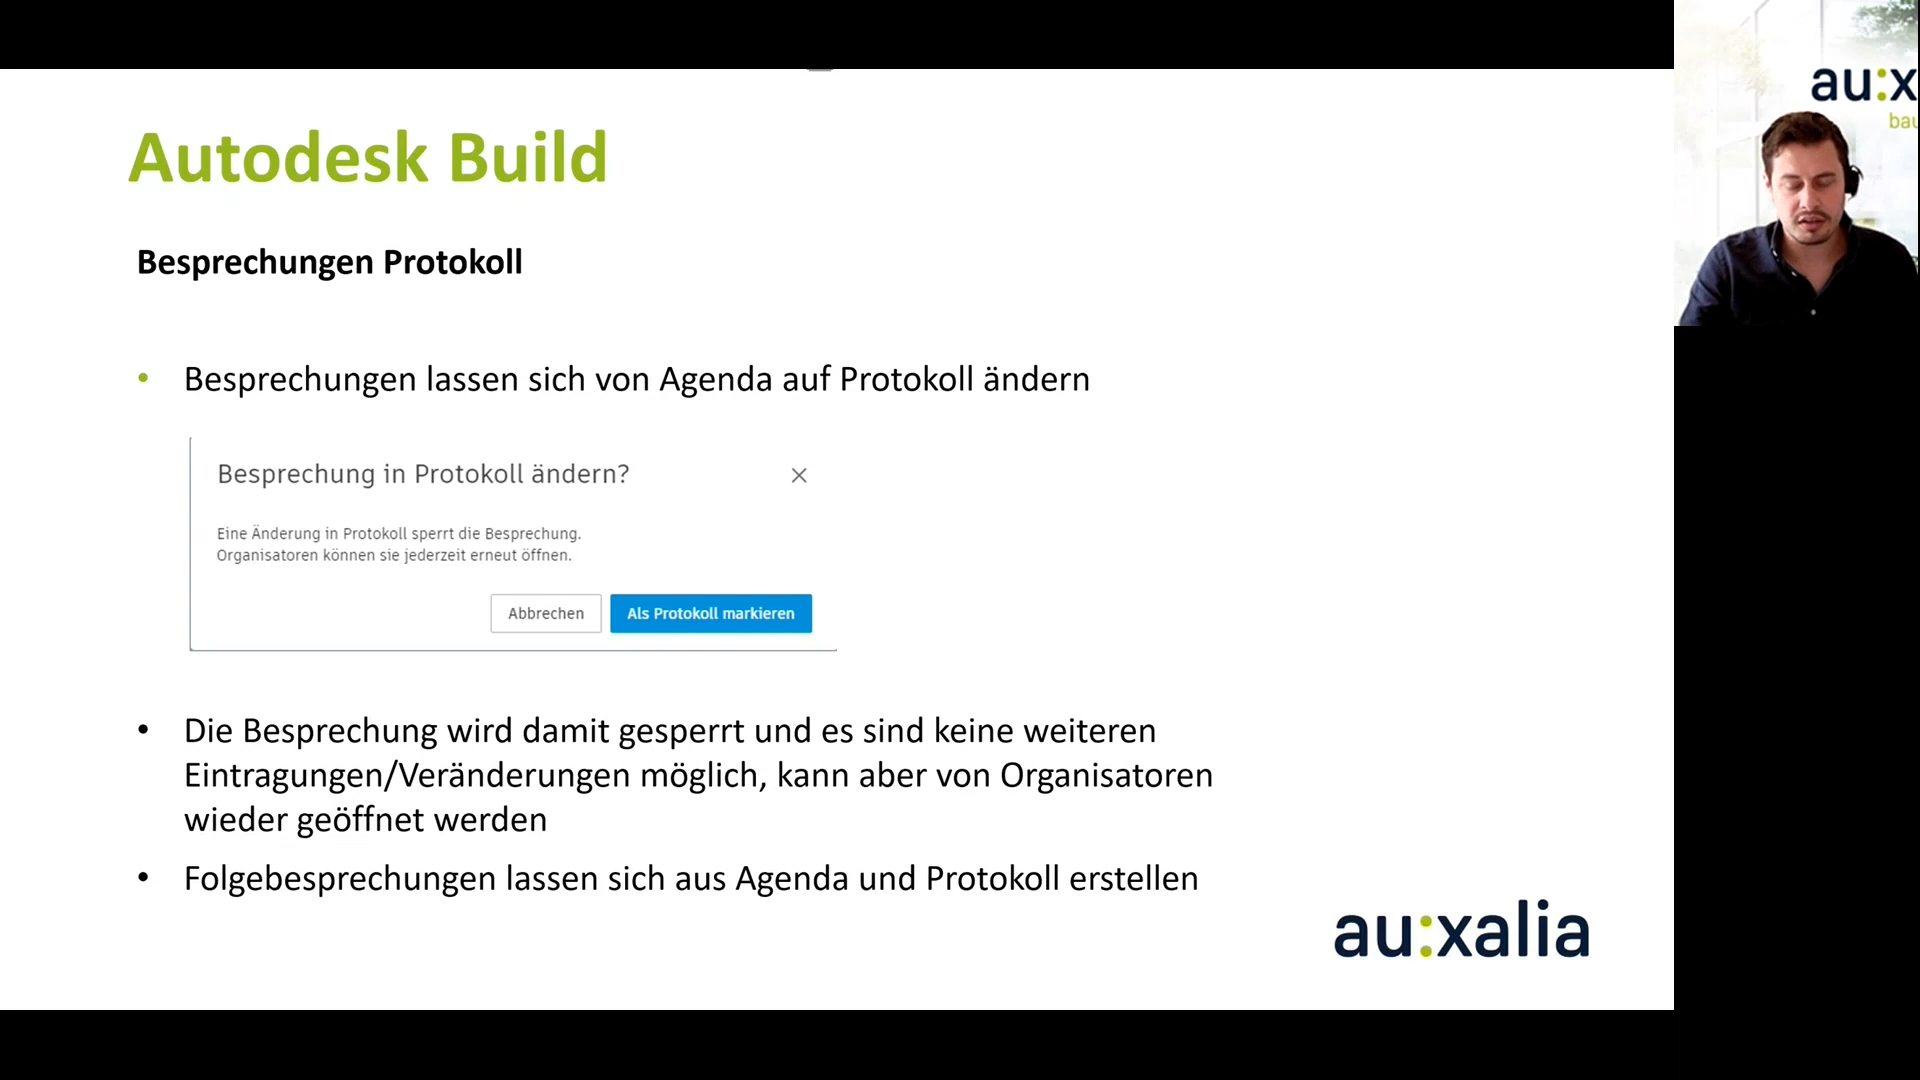 Autodesk Build
Besprechungen Protokoll
• Besprechungen lassen sich von Agenda auf Protokoll ändern
Besprechung in Protokoll ändern?
Eine Änderung in Protokoll sperrt die Besprechung.
Organisatoren können sie jederzeit erneut öffnen.
Abbrechen
Als Protokoll markieren
• Die Besprechung wird damit gesperrt und es sind keine weiteren
Eintragungen/Veränderungen möglich, kann aber von Organisatoren
wieder geöffnet werden
• Folgebesprechungen lassen sich aus Agenda und Protokoll erstellen
au:xalia
au:x
bau